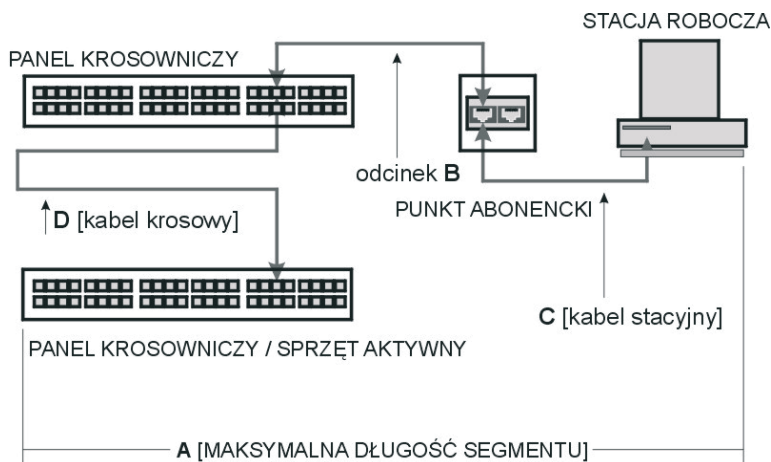 STACJA ROBOCZA
PANEL KROSOWNICZY
odcinek B
PUNKT ABONENCKI
D [kabel krosowy]
C [kabel stacyjny]
PANEL KROSOWNICZY / SPRZĘT AKTYWNY
A [MAKSYMALNA DŁUGOŚĆ SEGMENTU]